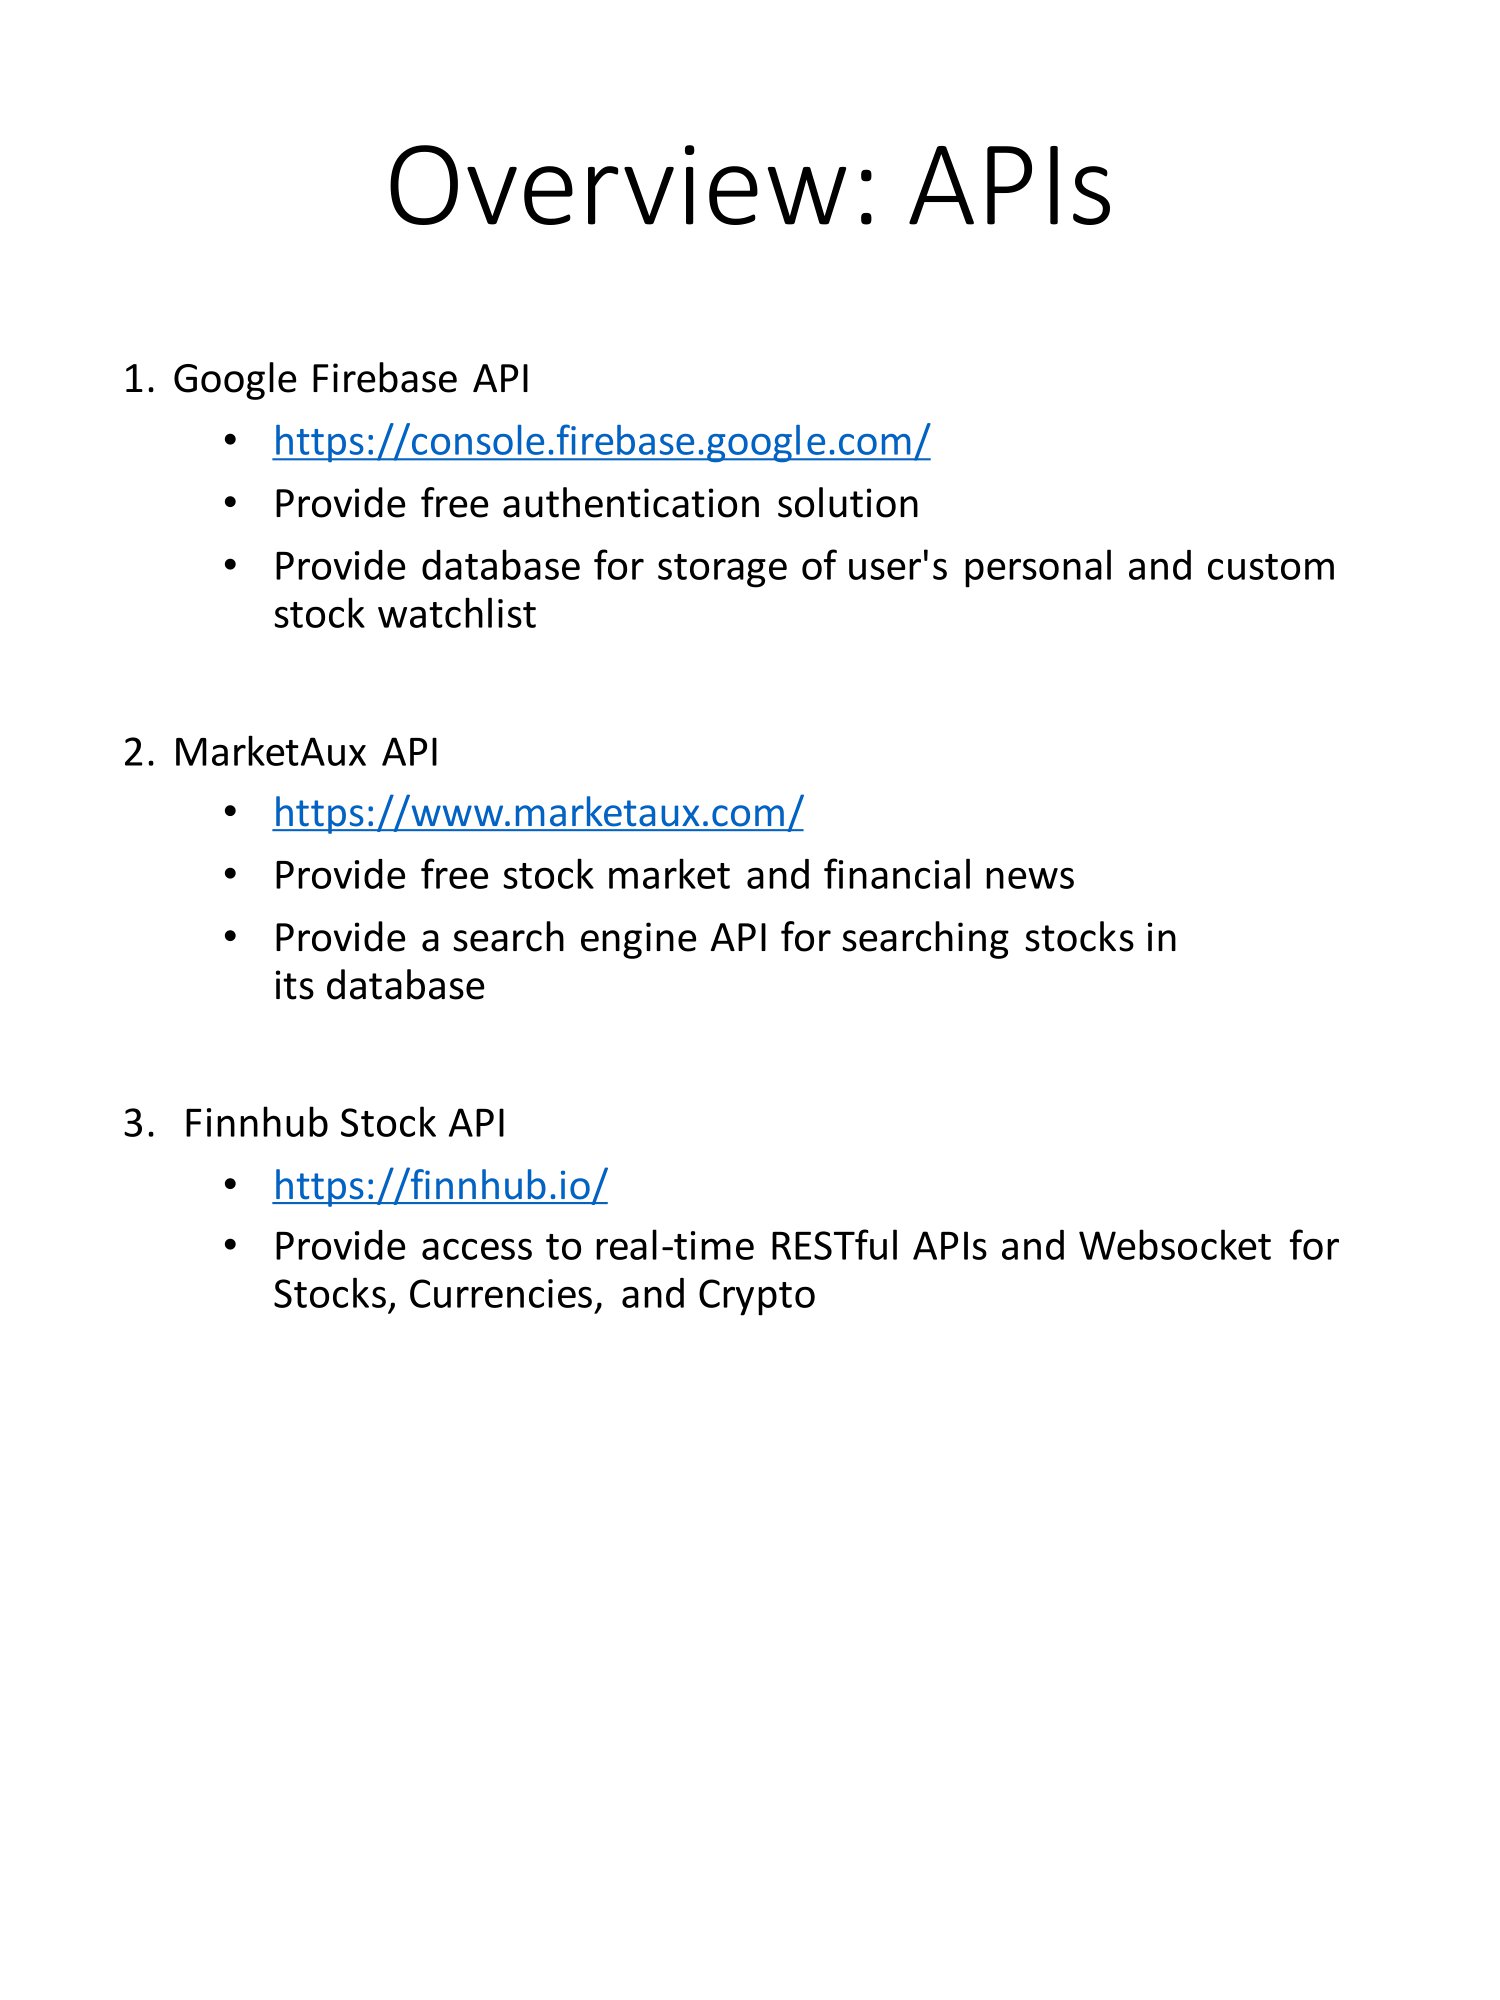 Overview: APIs
1. Google Firebase API
• https://console.firebase.google.com/
• Provide free authentication solution
• Provide database for storage of user's personal and custom
stock watchlist
2. MarketAux API
• https://www.marketaux.com/
• Provide free stock market and financial news
• Provide a search engine API for searching stocks in
its database
3. Finnhub Stock API
• https://finnhub.io/
• Provide access to real-time RESTful APIs and Websocket for
Stocks, Currencies, and Crypto